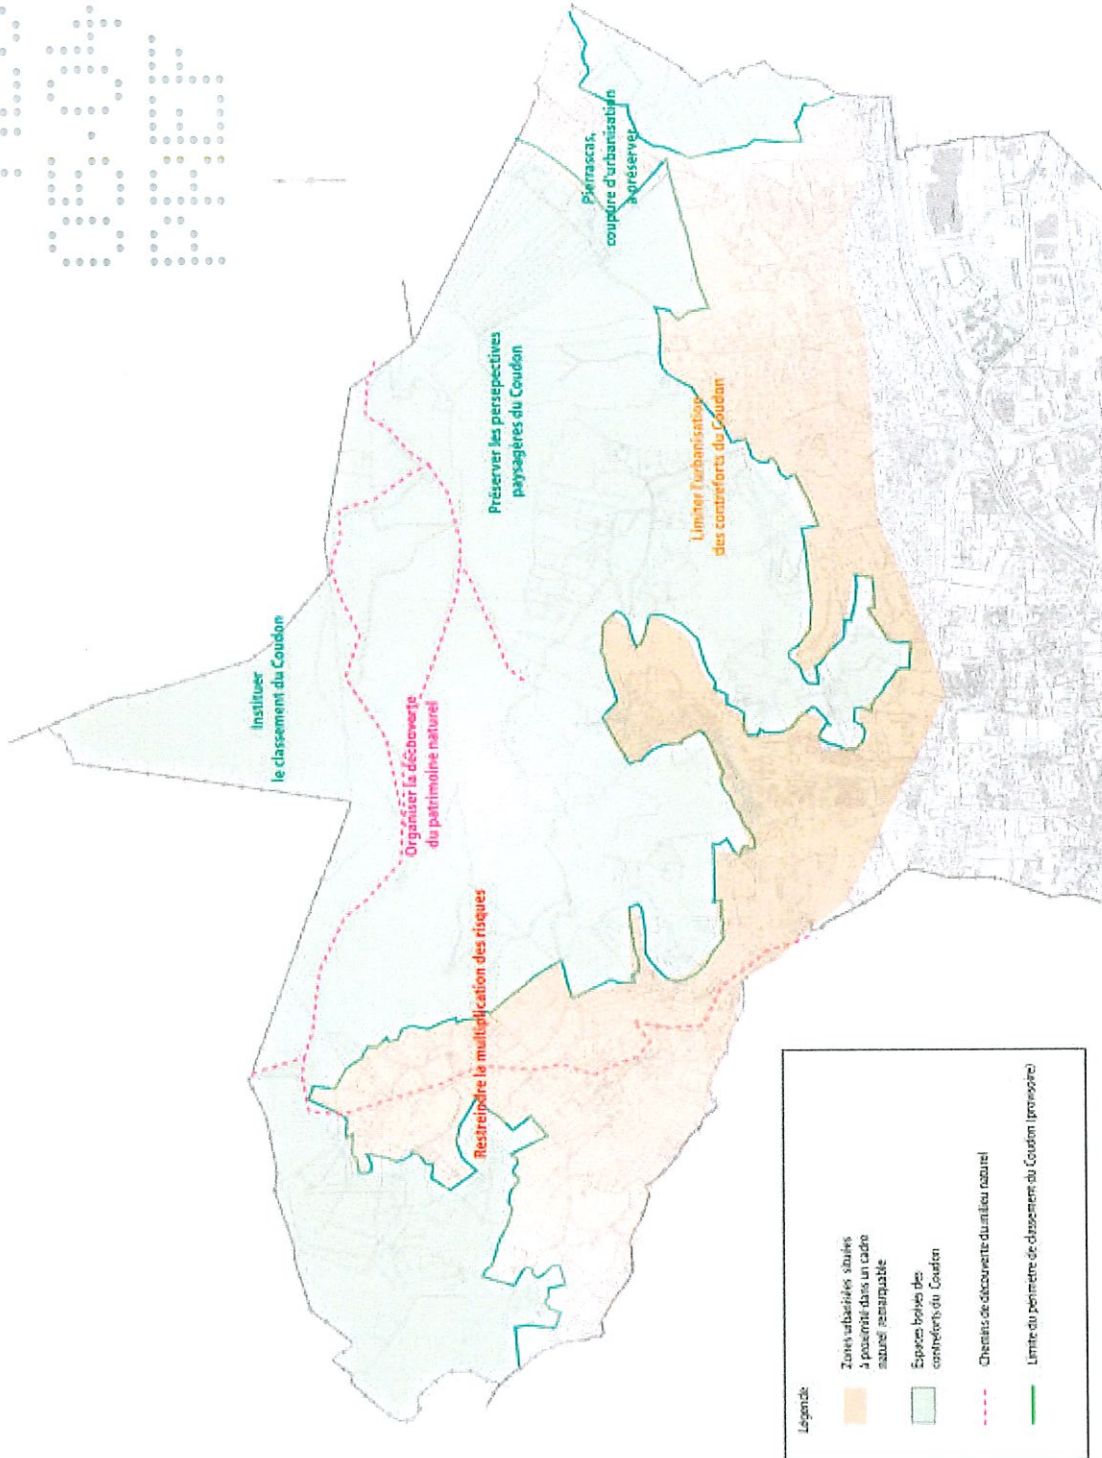 Instituer
le classement du Coudon
Organiser la découverte
du patrimoine naturel
Restreindre la multiplication des risques
Préserver les persepectives
paysagères du Coudon
Pierrascas,
coupure d'urbanisation
à préserver
Limiter l'urbanisation
des contreforts du Coudon
Légende
Zones urbanisées situées
à proximité dans un cadre
naturel remarquable
Espaces boisés des
contreforts du Coudon
Chemins de découverte du milieu naturel
Limite du périmètre de classement du Coudon (provisoire)